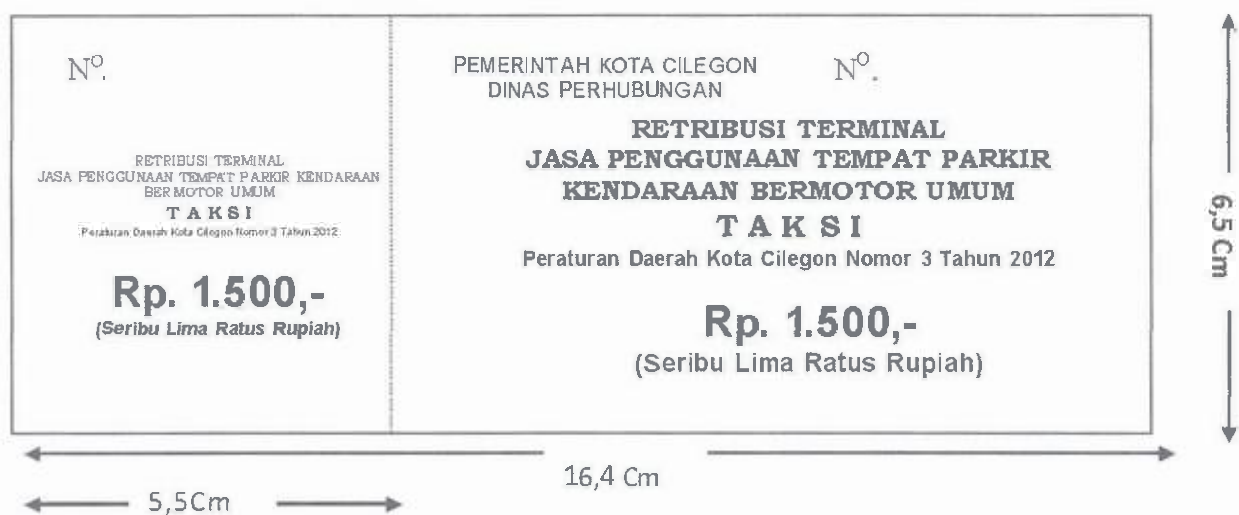 Nº.
RETRIBUSI TERMINAL
JASA PENGGUNAAN TEMPAT PARKIR KENDARAAN
BERMOTOR UMUM
T A K S I
Peraturan Daerah Kota Cilegon Nomor 3 Tahun 2012
Rp. 1.500,-
(Seribu Lima Ratus Rupiah)
PEMERINTAH KOTA CILEGON
DINAS PERHUBUNGAN
Nº.
RETRIBUSI TERMINAL
JASA PENGGUNAAN TEMPAT PARKIR
KENDARAAN BERMOTOR UMUM
T A K S I
Peraturan Daerah Kota Cilegon Nomor 3 Tahun 2012
Rp. 1.500,-
(Seribu Lima Ratus Rupiah)
6,5 Cm
16,4 Cm
5,5Cm